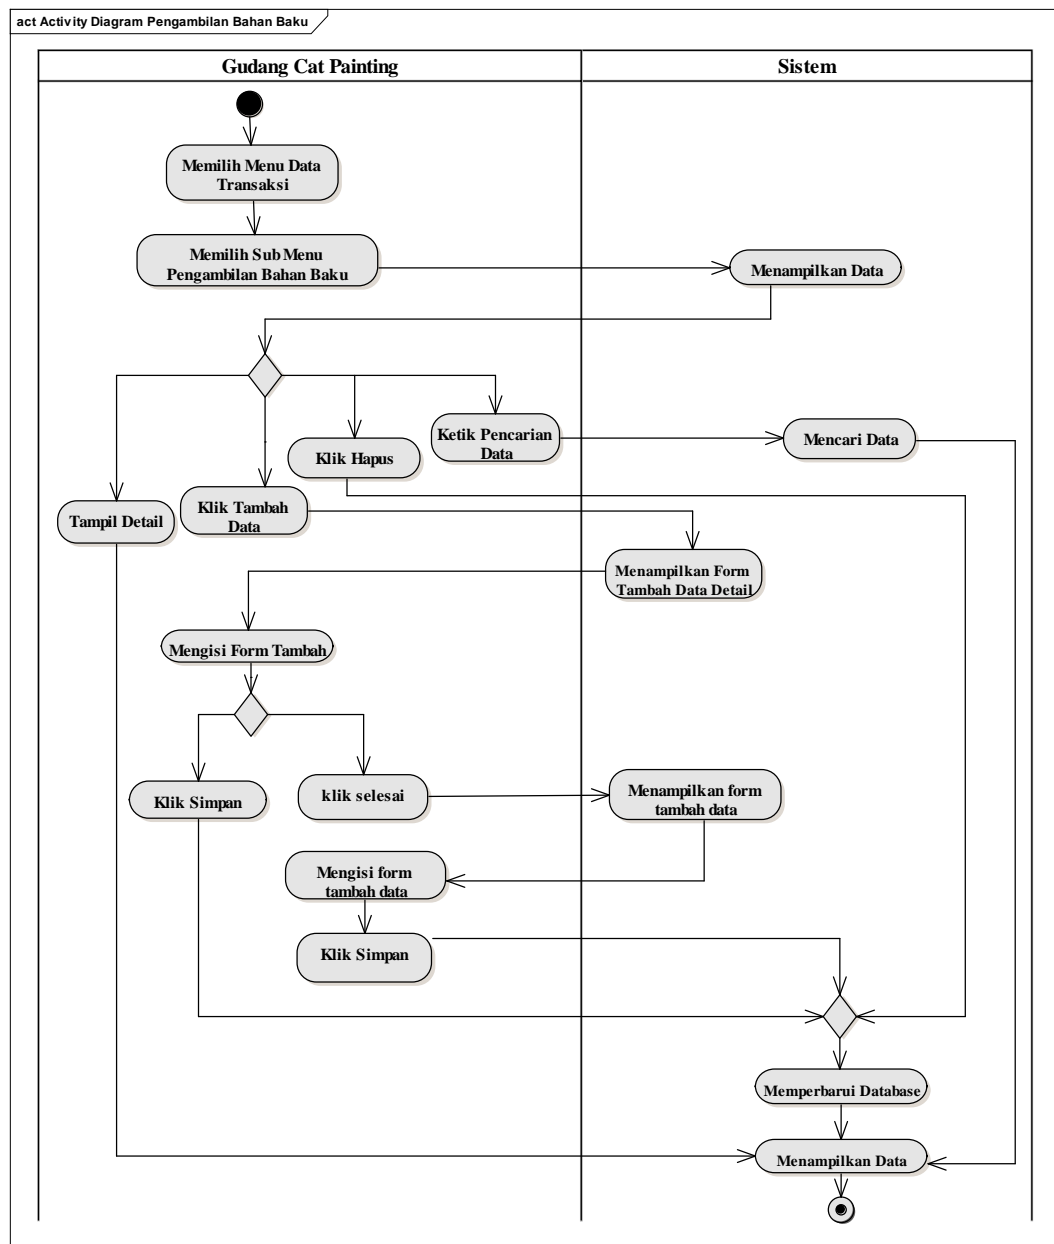 act Activity Diagram Pengambilan Bahan Baku
Gudang Cat Painting
Sistem
Memilih Menu Data
Transaksi
Memilih Sub Menu
Pengambilan Bahan Baku
Menampilkan Data
Ketik Pencarian
Data
Mencari Data
Klik Hapus
Klik Tambah
Data
Tampil Detail
Menampilkan Form
Tambah Data Detail
Mengisi Form Tambah
Klik Simpan
klik selesai
Menampilkan form
tambah data
Mengisi form
tambah data
Klik Simpan
Memperbarui Database
Menampilkan Data